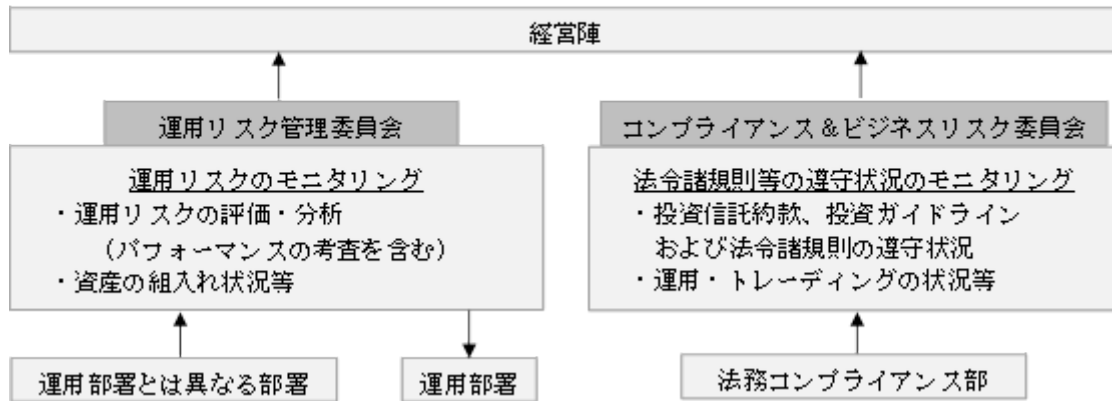 経営陣
運用リスク管理委員会
運用リスクのモニタリング
・運用リスクの評価・分析
（パフォーマンスの考査を含む）
・資産の組入れ状況等
運用部署とは異なる部署
運用部署
コンプライアンス＆ビジネスリスク委員会
法令諸規則等の遵守状況のモニタリング
・投資信託約款、投資ガイドライン
および法令諸規則の遵守状況
・運用・トレーディングの状況等
法務コンプライアンス部